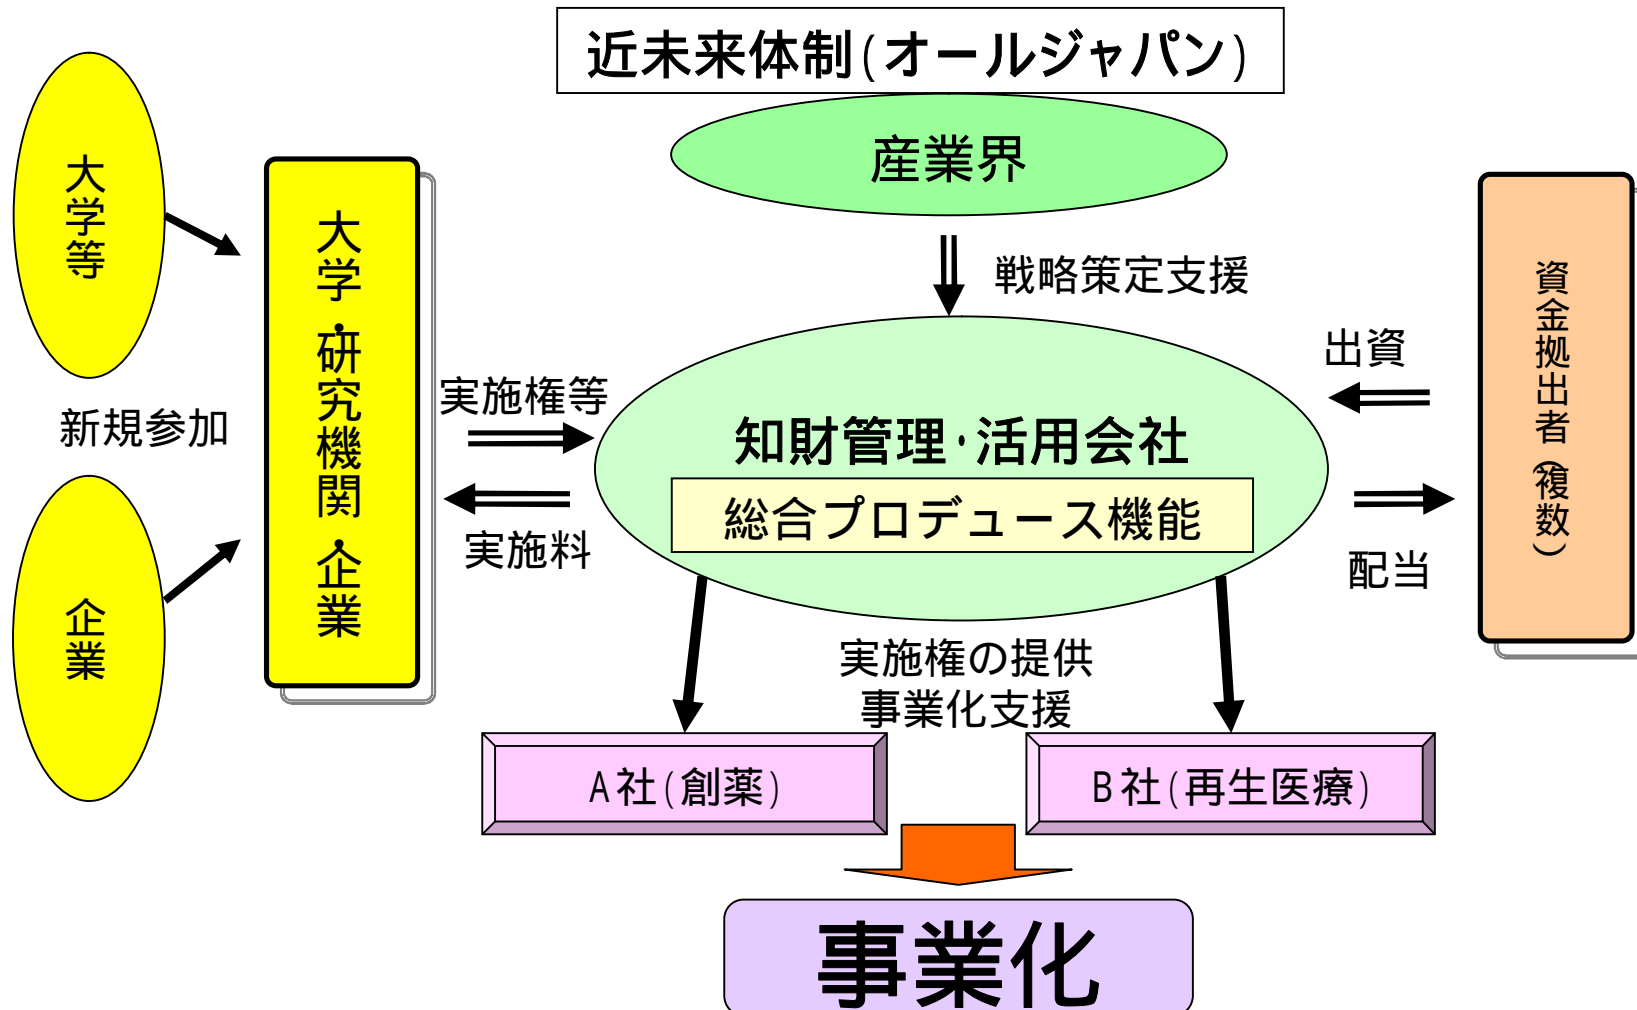 近未来体制(オールジャパン)
産業界
大学等
大学・研究機関・企業
戦略策定支援
資金拠出者(複数)
出資
実施権等
新規参加
知財管理・活用会社
総合プロデュース機能
実施料
配当
企業
実施権の提供
事業化支援
A社(創薬)
B社(再生医療)
事業化